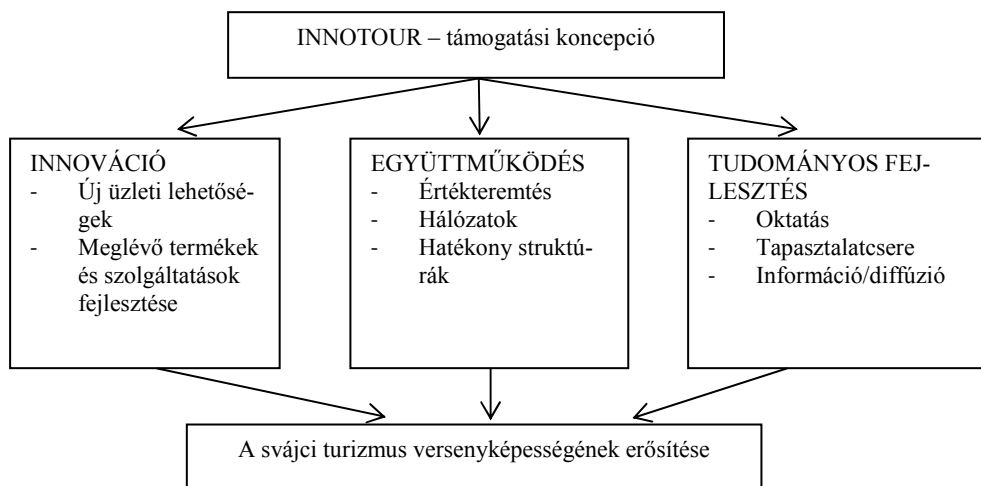 INNOTOUR – támogatási koncepció
INNOVÁCIÓ
- Új üzleti lehetősé-
gek
- Meglévő termékek
és szolgáltatások
fejlesztése
EGYÜTTMŰKÖDÉS
- Értékteremtés
- Hálózatok
- Hatékony struktú-
rák
TUDOMÁNYOS FEJ-
LESZTÉS
- Oktatás
- Tapasztalatcsere
- Információ/diffúzió
A svájci turizmus versenyképességének erősítése